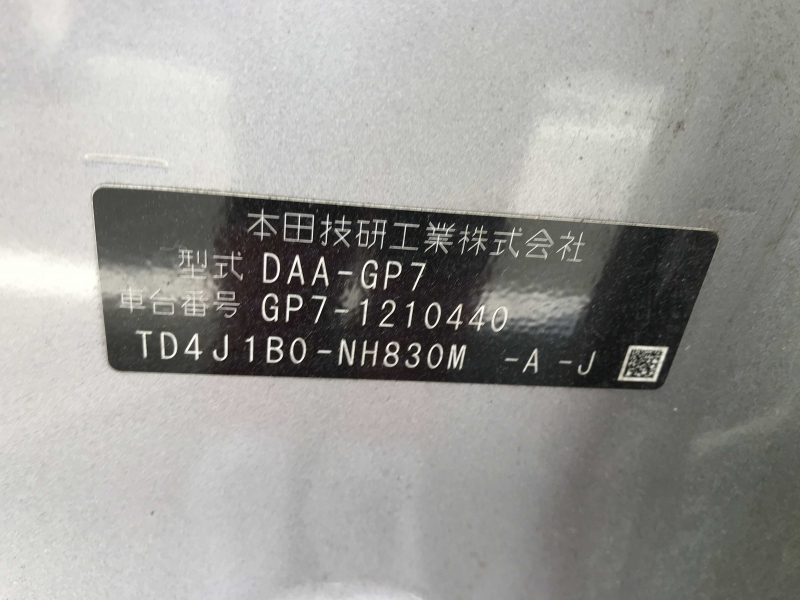 本田技研工業株式会社
型式 DAA-GP7
車台番号 GP7-1210440
TD4J1B0-NH830M -A -J